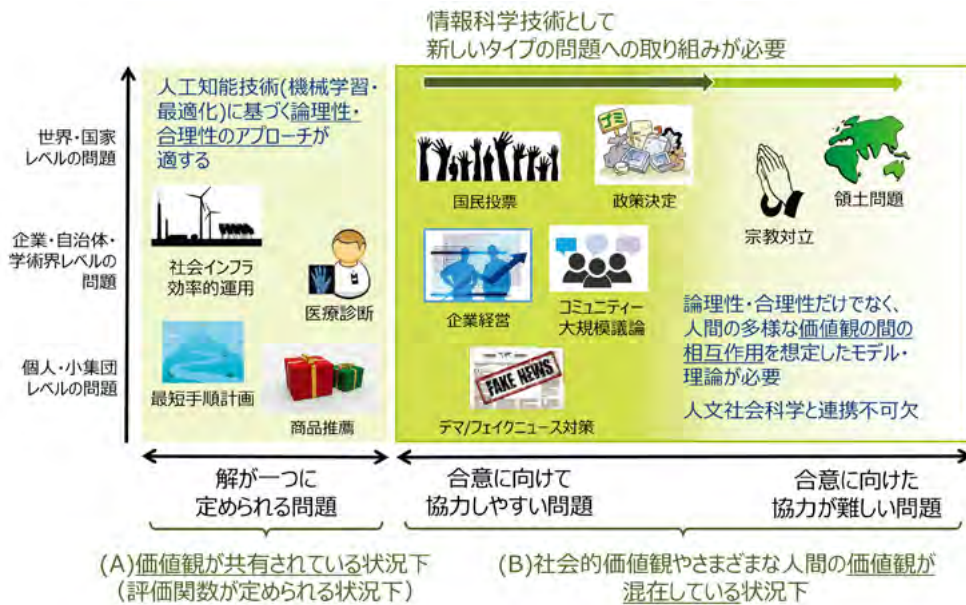 情報科学技術として
新しいタイプの問題への取り組みが必要
人工知能技術(機械学習・
最適化)に基づく論理性・
合理性のアプローチが
適する
世界・国家
レベルの問題
企業・自治体・
学術界レベルの
問題
個人・小集団
レベルの問題
社会インフラ
効率的運用
医療診断
最短手順計画
商品推薦
国民投票
ゴミ
政策決定
宗教対立
領土問題
企業経営
コミュニティー
大規模議論
FAKE NEWS
デマ/フェイクニュース対策
論理性・合理性だけでなく、
人間の多様な価値観の間の
相互作用を想定したモデル・
理論が必要
人文社会科学と連携不可欠
解が一つに
定められる問題
合意に向けて
協力しやすい問題
合意に向けた
協力が難しい問題
(A)価値観が共有されている状況下
(評価関数が定められる状況下)
(B)社会的価値観やさまざまな人間の価値観が
混在している状況下